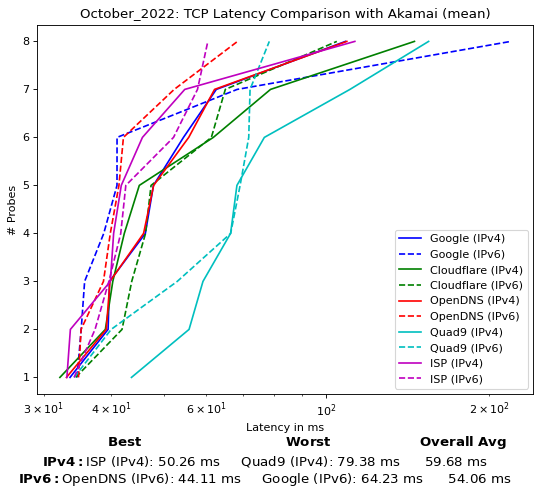 October_2022: TCP Latency Comparison with Akamai (mean)
8
7
6
5
4
3
2
1
# Probes
Google (IPv4)
Google (IPv6)
Cloudflare (IPv4)
Cloudflare (IPv6)
OpenDNS (IPv4)
OpenDNS (IPv6)
Quad9 (IPv4)
Quad9 (IPv6)
ISP (IPv4)
ISP (IPv6)
3 × 10¹ 4 × 10¹ 6 × 10¹ 10² 2 × 10²
Latency in ms
Best Worst Overall Avg
IPv4: ISP (IPv4): 50.26 ms Quad9 (IPv4): 79.38 ms 59.68 ms
IPv6: OpenDNS (IPv6): 44.11 ms Google (IPv6): 64.23 ms 54.06 ms